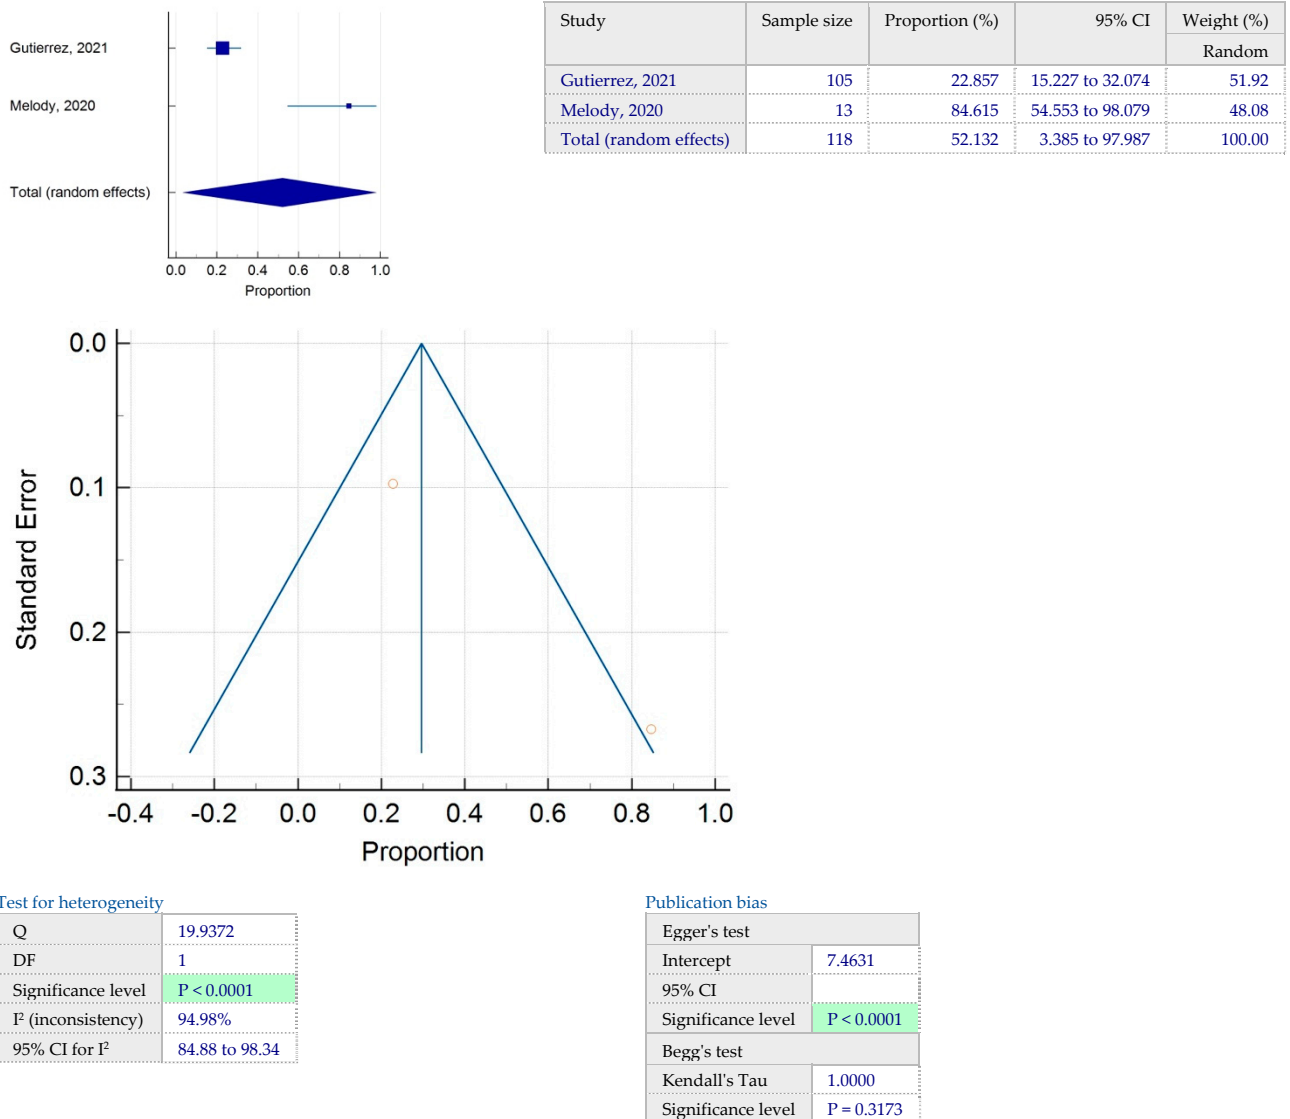 Gutierrez, 2021
Melody, 2020
Total (random effects)
0.0 0.2 0.4 0.6 0.8 1.0
Proportion
Study Sample size Proportion (%) 95% CI Weight (%)
Random
Gutierrez, 2021 105 22.857 15.227 to 32.074 51.92
Melody, 2020 13 84.615 54.553 to 98.079 48.08
Total (random effects) 118 52.132 3.385 to 97.987 100.00
0.0
0.1
0.2
0.3
Standard Error
-0.4 -0.2 0.0 0.2 0.4 0.6 0.8 1.0
Proportion
Test for heterogeneity
Q 19.9372
DF 1
Significance level P < 0.0001
I² (inconsistency) 94.98%
95% CI for I² 84.88 to 98.34
Publication bias
Egger's test
Intercept 7.4631
95% CI
Significance level P < 0.0001
Begg's test
Kendall's Tau 1.0000
Significance level P = 0.3173